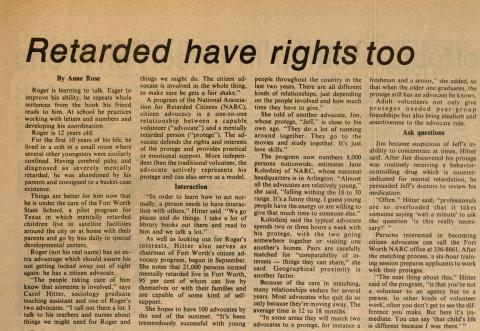 Retarded have rights too
By Anne Rose
Roger is learning to talk. Eager to
improve his ability, he repeats whole
sentences from the book his friend
reads to him. At school he practices
working with letters and numbers and
developing his coordination.
Roger is 12 years old.
For the first 10 years of his life, he
lived in a crib in a small room where
several other youngsters were similarly
confined. Having cerebral palsy and
diagnosed as severely mentally
retarded, he was abandoned by his
parents and consigned to a basket-case
existence.
Things are better for him now that
he is under the care of the Fort Worth
State School, a pilot program for
Texas in which mentally retarded
children live in satellite facilities
around the city or at home with their
parents and go by bus daily to special
developmental centers.
Roger (not his real name) has an ex-
tra advantage which should assure his
not getting locked away out of sight
again: he has a citizen advocate.
"The people taking care of him
know that someone is involved," says
Carol Hitter, sociology graduate
teaching assistant and one of Roger's
two advocates. "I call out there a lot,
talk to his teachers and nurses about
things we might need for Roger and
things we might do. The citizen ad-
vocate is involved in the whole thing,
to make sure he gets a fair shake."
A program of the National Associa-
tion for Retarded Citizens (NARC),
citizen advocacy is a one-to-one
relationship between a capable
volunteer ("advocate") and a mentally
retarded person ("protege"). The ad-
vocate defends the rights and interests
of the protege and provides practical
or emotional support. More indepen-
dent than the traditional volunteer, the
advocate actively represents his
protege and can also serve as a model.
Interaction
"In order to learn how to act nor-
mally, a person needs to have interac-
tion with others," Hitter said. "We go
places and do things. I take a lot of
library books out there and read to
him and we talk a lot."
As well as looking out for Roger's
interests, Hitter also serves as
chairman of Fort Worth's citizen ad-
vocacy program, begun in September.
She notes that 21,000 persons termed
mentally retarded live in Fort Worth,
95 per cent of whom can live by
themselves or with their families and
are capable of some kind of self-
support.
She hopes to have 100 advocates by
the end of the summer. "It's been
tremendously successful with young
people throughout the country in the
last two years. There are all different
kinds of relationships, just depending
on the people involved and how much
time they have to give."
She told of another advocate, Jim,
whose protege, "Jeff," is close to his
own age. "They do a lot of running
around together. They go to the
movies and study together. It's just
love skills."
The program now numbers 8,000
persons nationwide, estimates Jem
Kolodziej of NARC, whose national
headquarters is in Arlington. "Almost
all the advocates are relatively young,"
she said, "falling within the 18 to 30
range. It's a funny thing, I guess young
people have the energy or are willing to
give that much time to someone else."
Kolodziej said the typical advocate
spends two or three hours a week with
his protege, with the two going
somewhere together or visiting one
another's homes. Pairs are carefully
matched for "compatibility of in-
terests — things they can share," she
said. Geographical proximity is
another factor.
Because of the care in matching,
many relationships endure for several
years. Most advocates who quit do so
only because they're moving away. The
average time is 12 to 18 months.
"In some areas they will match two
advocates to a protege, for instance a
freshman and a senior," she added, so
that when the older one graduates, the
protege still has an advocate he knows.
Adult volunteers not only give
protages needed peer-group
friendships but also bring idealism and
assertiveness to the advocate role.
Ask questions
Jim became suspicious of Jeff's in-
ability to concentrate at times, Hitter
said. After Jim discovered his protege
was routinely receiving a behavior-
controlling drug which is counter-
indicated for mental retardation, he
persuaded Jeff's doctors to review his
medication.
"Often," Hitter said, "professionals
are so overloaded that it takes
someone saying 'wait a minute' to ask
the question 'is this really neces-
sary?' "
Persons interested in becoming
citizen advocates can call the Fort
Worth NARC office at 336-8661. After
the matching process, a six-hour train-
ing session prepares applicants to work
with their proteges.
"The neat thing about this," Hitter
said of the program, "is that you're not
a volunteer to an agency but to a
person. In other kinds of volunteer
work, often you don't get to see the dif-
ference you make. But here it's im-
mediate. You can say 'that child's life
is different because I was there.' "